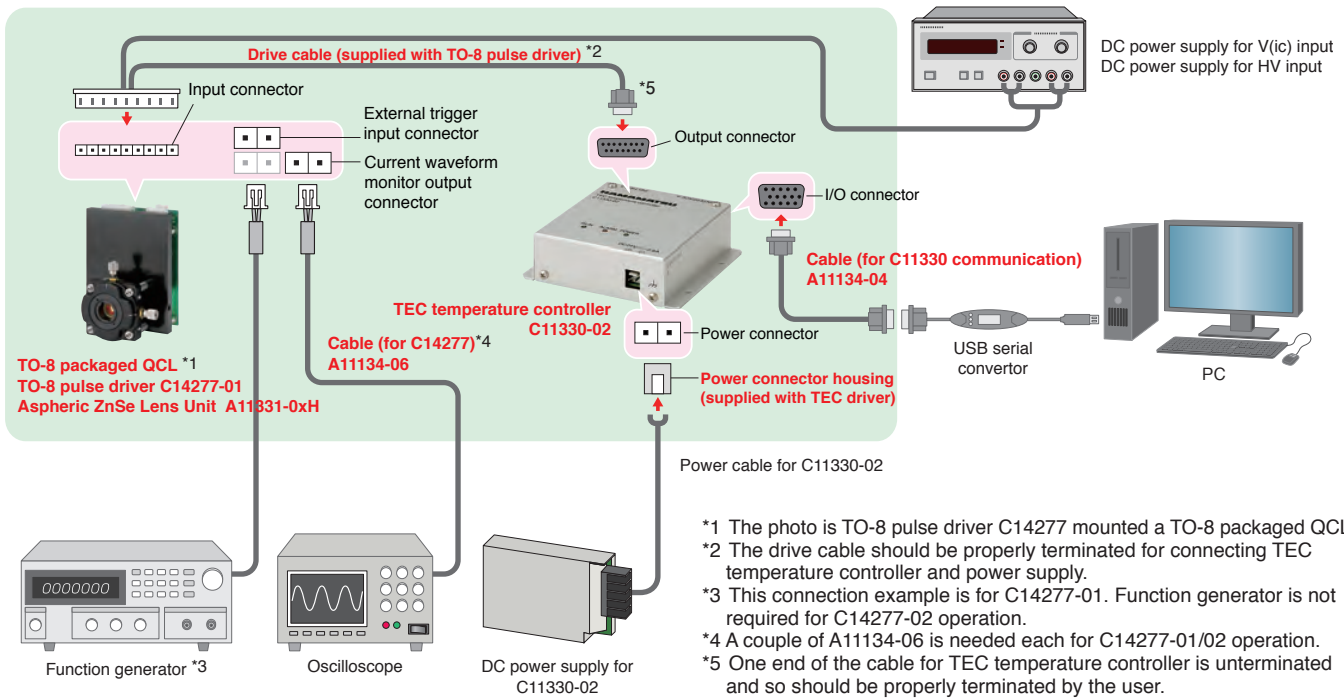 Drive cable (supplied with TO-8 pulse driver) *2
DC power supply for V(ic) input
DC power supply for HV input
Input connector
*5
External trigger
input connector
Output connector
Current waveform
monitor output
connector
I/O connector
HAMAMATSU
Cable (for C11330 communication)
A11134-04
TEC temperature controller
C11330-02
Power connector
Cable (for C14277)*4
A11134-06
USB serial
convertor
PC
TO-8 packaged QCL *1
TO-8 pulse driver C14277-01
Aspheric ZnSe Lens Unit A11331-0xH
Power connector housing
(supplied with TEC driver)
Power cable for C11330-02
0000000
Function generator *3
Oscilloscope
DC power supply for
C11330-02
*1 The photo is TO-8 pulse driver C14277 mounted a TO-8 packaged QCL
*2 The drive cable should be properly terminated for connecting TEC
temperature controller and power supply.
*3 This connection example is for C14277-01. Function generator is not
required for C14277-02 operation.
*4 A couple of A11134-06 is needed each for C14277-01/02 operation.
*5 One end of the cable for TEC temperature controller is unterminated
and so should be properly terminated by the user.